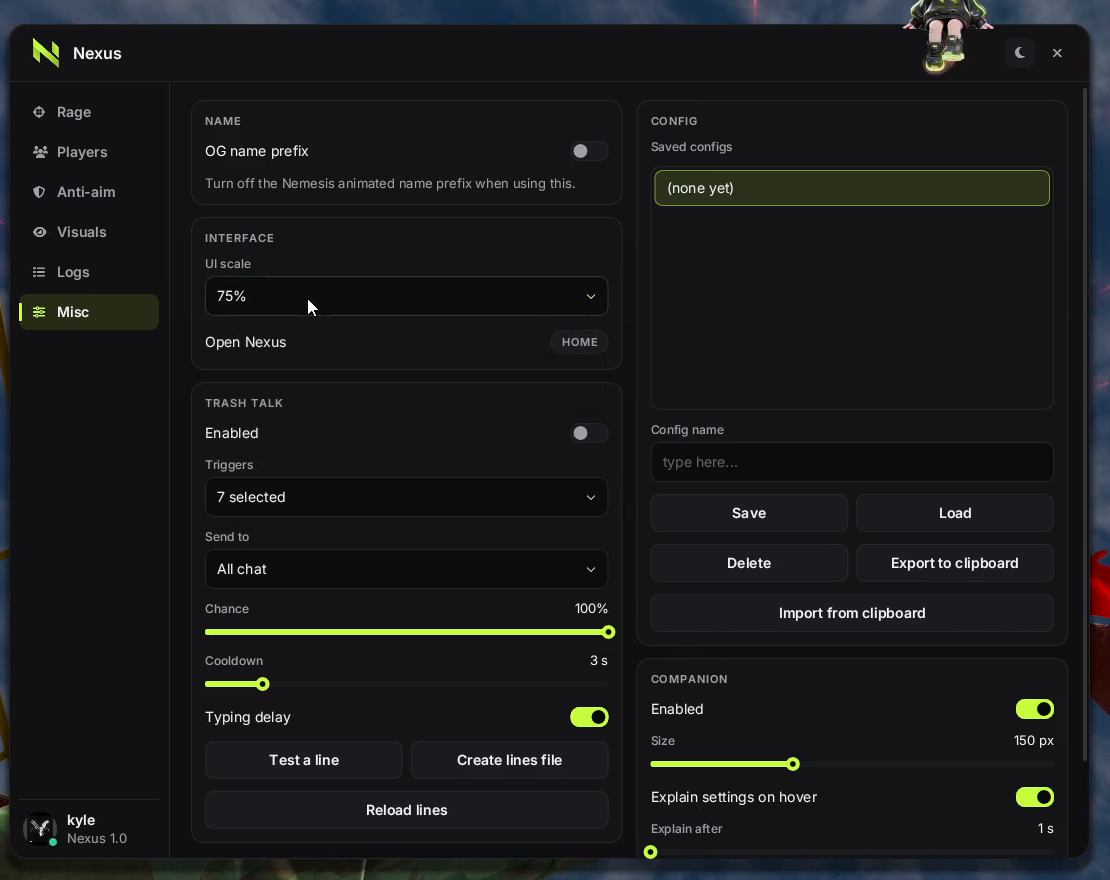 Nexus
Rage
Players
Anti-aim
Visuals
Logs
Misc
kyle
Nexus 1.0
NAME
OG name prefix
Turn off the Nemesis animated name prefix when using this.
INTERFACE
UI scale
75%
Open Nexus
HOME
TRASH TALK
Enabled
Triggers
7 selected
Send to
All chat
Chance
100%
Cooldown
3 s
Typing delay
Test a line
Create lines file
Reload lines
CONFIG
Saved configs
(none yet)
Config name
type here...
Save
Load
Delete
Export to clipboard
Import from clipboard
COMPANION
Enabled
Size
150 px
Explain settings on hover
Explain after
1 s